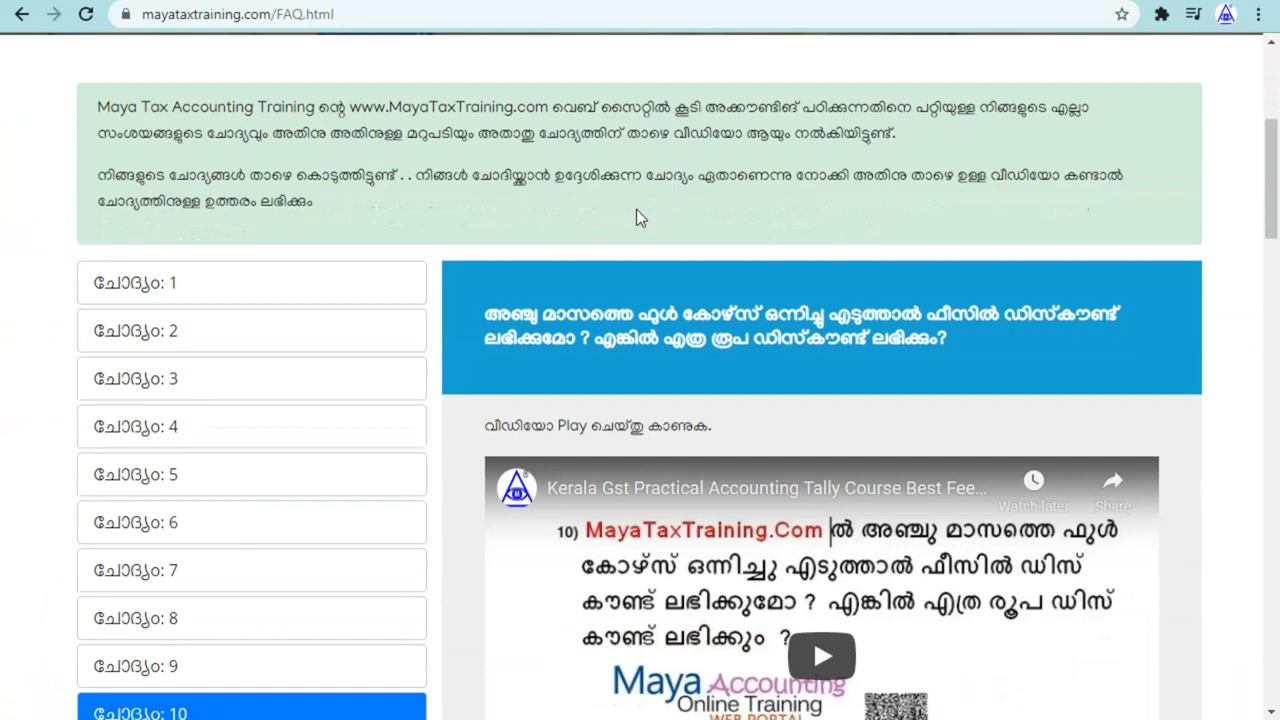 mayataxtraining.com/FAQ.html
Maya Tax Accounting Training ന്റെ www.MayaTaxTraining.com വെബ് സൈറ്റിൽ കൂടി അക്കൗണ്ടിങ് പഠിക്കുന്നതിനെ പറ്റിയുള്ള നിങ്ങളുടെ എല്ലാ
സംശയങ്ങളുടെ ചോദ്യവും അതിനു അതിനുള്ള മറുപടിയും അതാതു ചോദ്യത്തിന് താഴെ വീഡിയോ ആയും നൽകിയിട്ടുണ്ട്.
നിങ്ങളുടെ ചോദ്യങ്ങൾ താഴെ കൊടുത്തിട്ടുണ്ട് . . നിങ്ങൾ ചോദിയ്ക്കാൻ ഉദ്ദേശിക്കുന്ന ചോദ്യം ഏതാണെന്നു നോക്കി അതിനു താഴെ ഉള്ള വീഡിയോ കണ്ടാൽ
ചോദ്യത്തിനുള്ള ഉത്തരം ലഭിക്കും
ചോദ്യം: 1
ചോദ്യം: 2
ചോദ്യം: 3
ചോദ്യം: 4
ചോദ്യം: 5
ചോദ്യം: 6
ചോദ്യം: 7
ചോദ്യം: 8
ചോദ്യം: 9
ചോദ്യം: 10
അഞ്ചു മാസത്തെ ഫുൾ കോഴ്സ് ഒന്നിച്ചു എടുത്താൽ ഫീസിൽ ഡിസ്കൗണ്ട്
ലഭിക്കുമോ ? എങ്കിൽ എത്ര രൂപ ഡിസ്കൗണ്ട് ലഭിക്കും?
വീഡിയോ Play ചെയ്തു കാണുക.
Kerala Gst Practical Accounting Tally Course Best Fee...
Watch later
Share
10) MayaTaxTraining.Com ൽ അഞ്ചു മാസത്തെ ഫുൾ
കോഴ്സ് ഒന്നിച്ചു എടുത്താൽ ഫീസിൽ ഡിസ്
കൗണ്ട് ലഭിക്കുമോ ? എങ്കിൽ എത്ര രൂപ ഡിസ്
കൗണ്ട് ലഭിക്കും ?
Maya Accounting
Online Training
WEB PORTAL